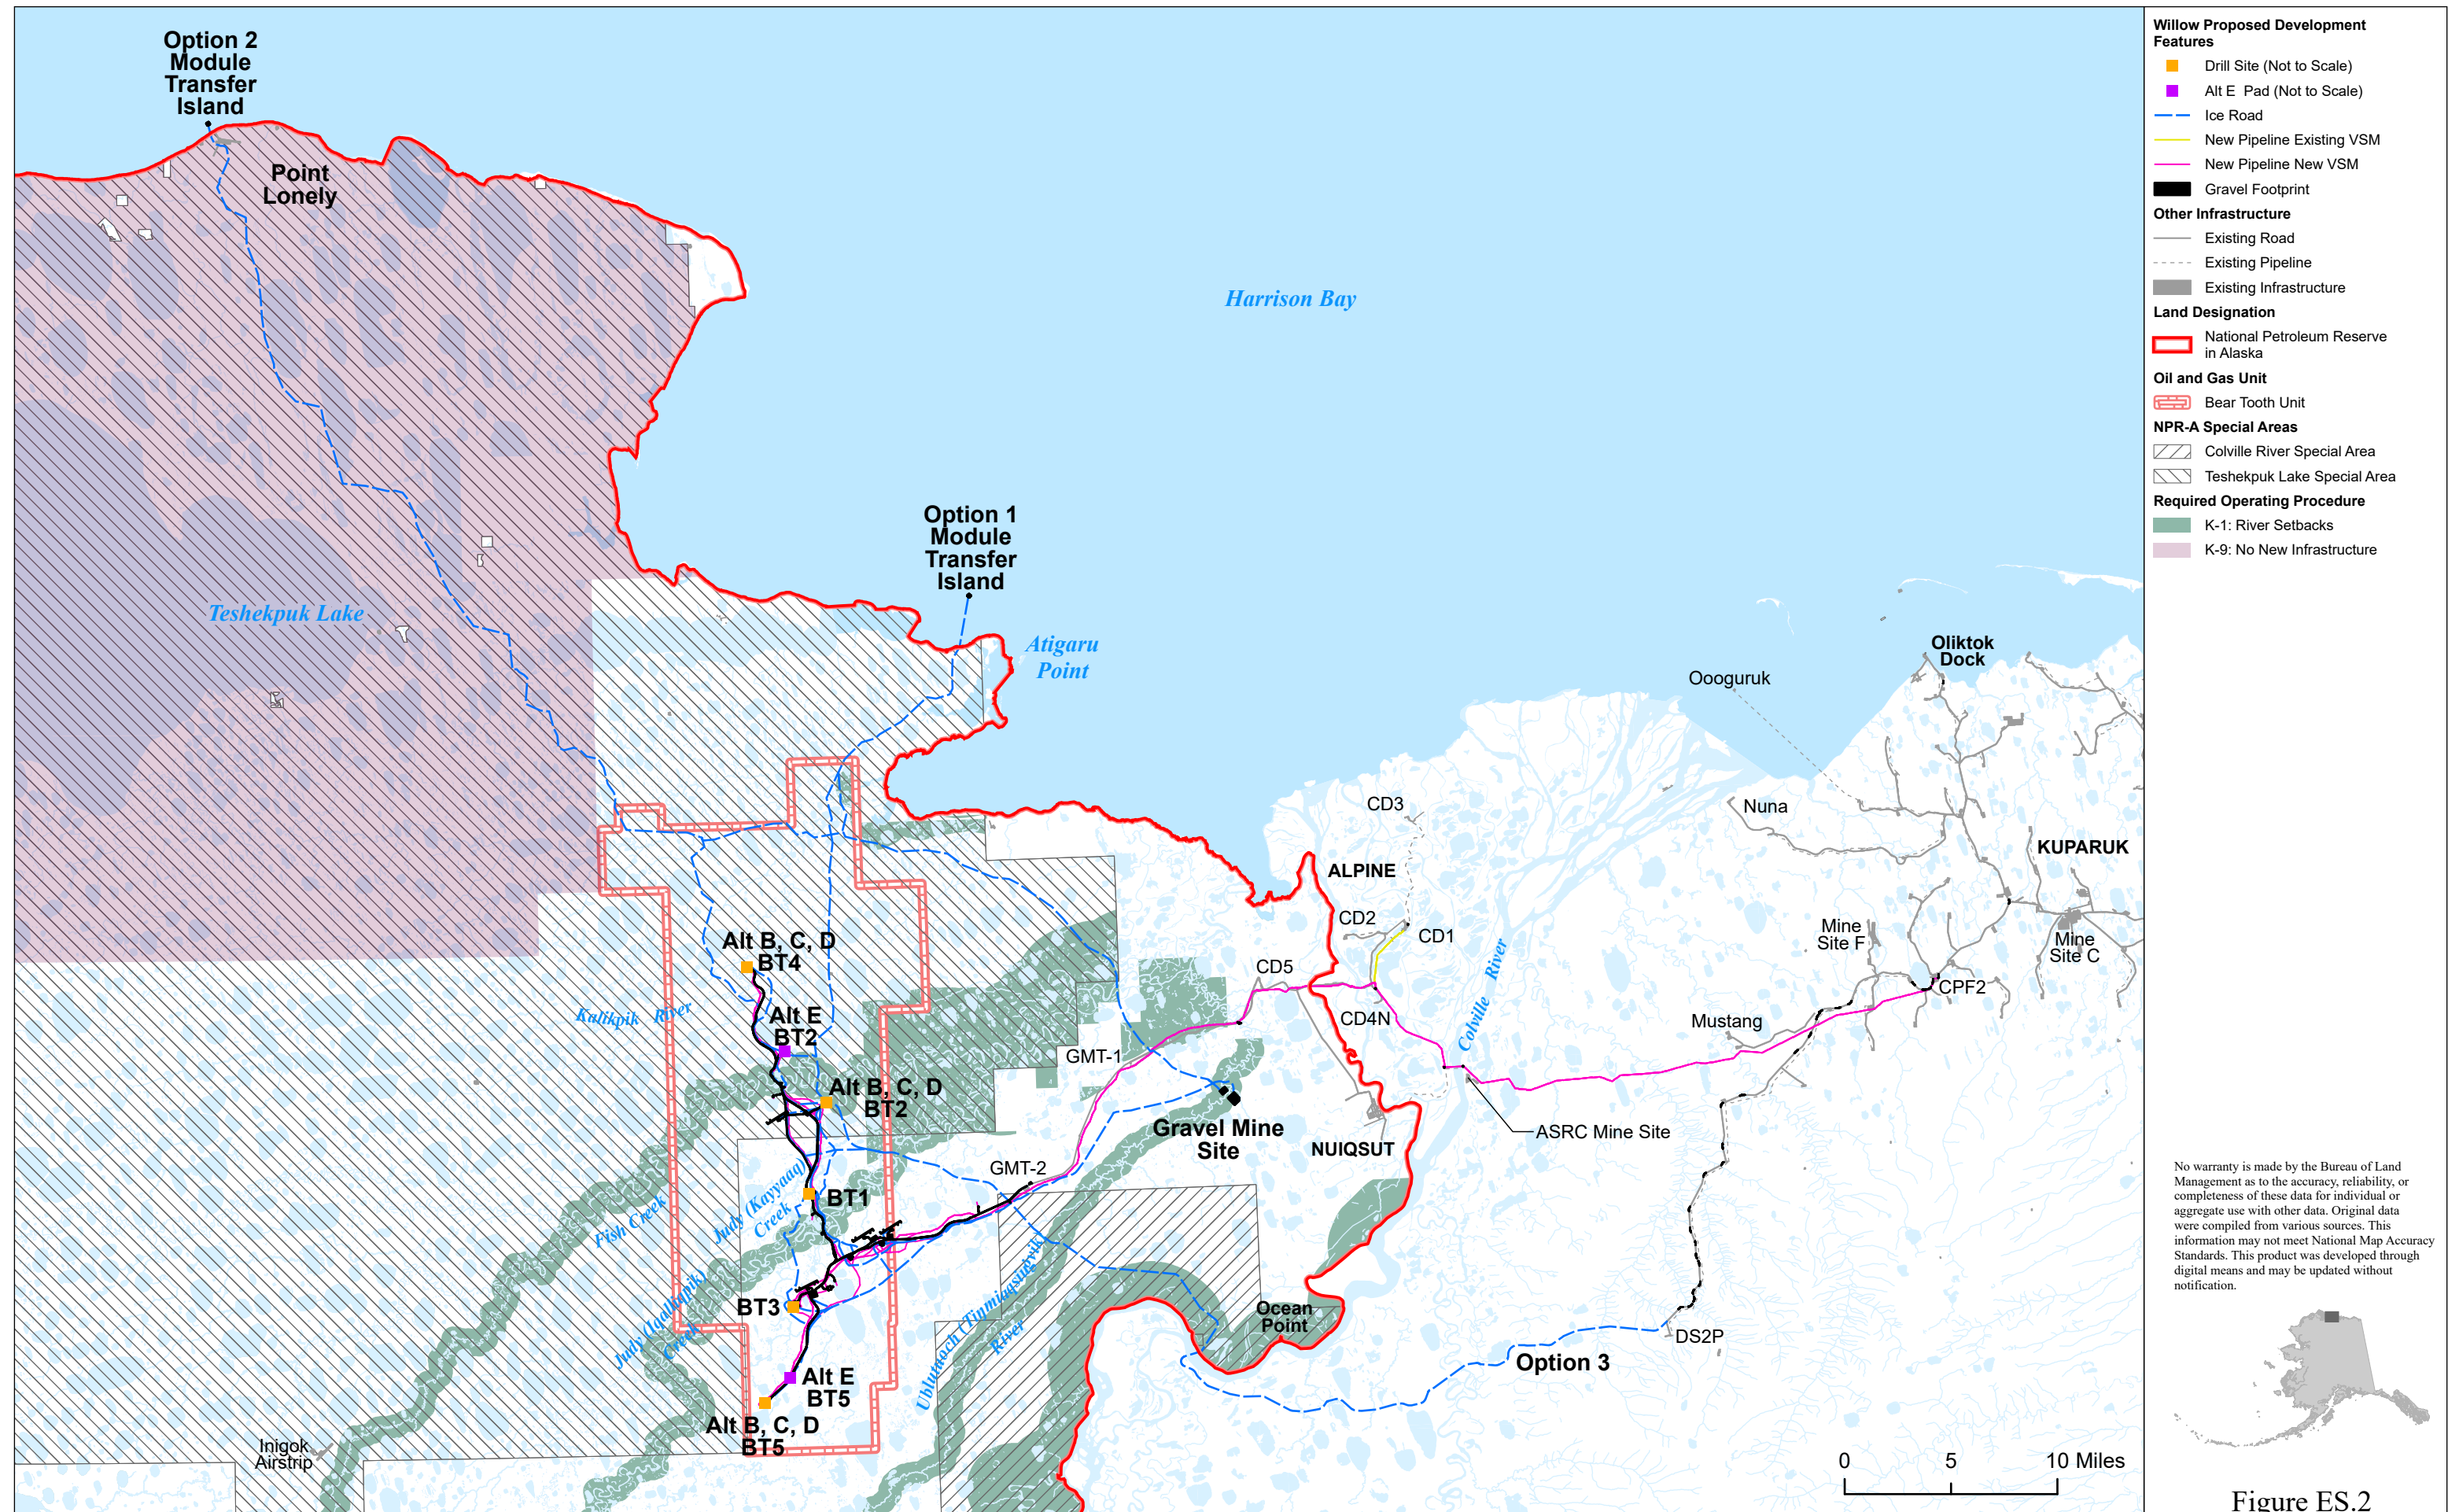 Option 2
Module
Transfer
Island
Point
Lonely
Harrison Bay
Teshekpuk Lake
Option 1
Module
Transfer
Island
Atigaru
Point
Oliktok
Dock
Oooguruk
Nuna
CD3
ALPINE
KUPARUK
CD2
CD1
Mine
Site F
Mine
Site C
Alt B, C, D
BT4
CD5
Colville River
CPF2
Kalikpik River
Alt E
BT2
CD4N
Mustang
GMT-1
Alt B, C, D
BT2
Gravel Mine
Site
NUIQSUT
ASRC Mine Site
GMT-2
Judy (Kayyaaq)
Creek
BT1
Fish Creek
Judy (Iqalliqpik)
Creek
BT3
Ublutuoch (Tinmiaqsugvik)
River
Ocean
Point
DS2P
Option 3
Alt E
BT5
Alt B, C, D
BT5
Inigok
Airstrip
0 5 10 Miles
Willow Proposed Development
Features
Drill Site (Not to Scale)
Alt E Pad (Not to Scale)
Ice Road
New Pipeline Existing VSM
New Pipeline New VSM
Gravel Footprint
Other Infrastructure
Existing Road
Existing Pipeline
Existing Infrastructure
Land Designation
National Petroleum Reserve
in Alaska
Oil and Gas Unit
Bear Tooth Unit
NPR-A Special Areas
Colville River Special Area
Teshekpuk Lake Special Area
Required Operating Procedure
K-1: River Setbacks
K-9: No New Infrastructure
No warranty is made by the Bureau of Land
Management as to the accuracy, reliability, or
completeness of these data for individual or
aggregate use with other data. Original data
were compiled from various sources. This
information may not meet National Map Accuracy
Standards. This product was developed through
digital means and may be updated without
notification.
Figure ES.2